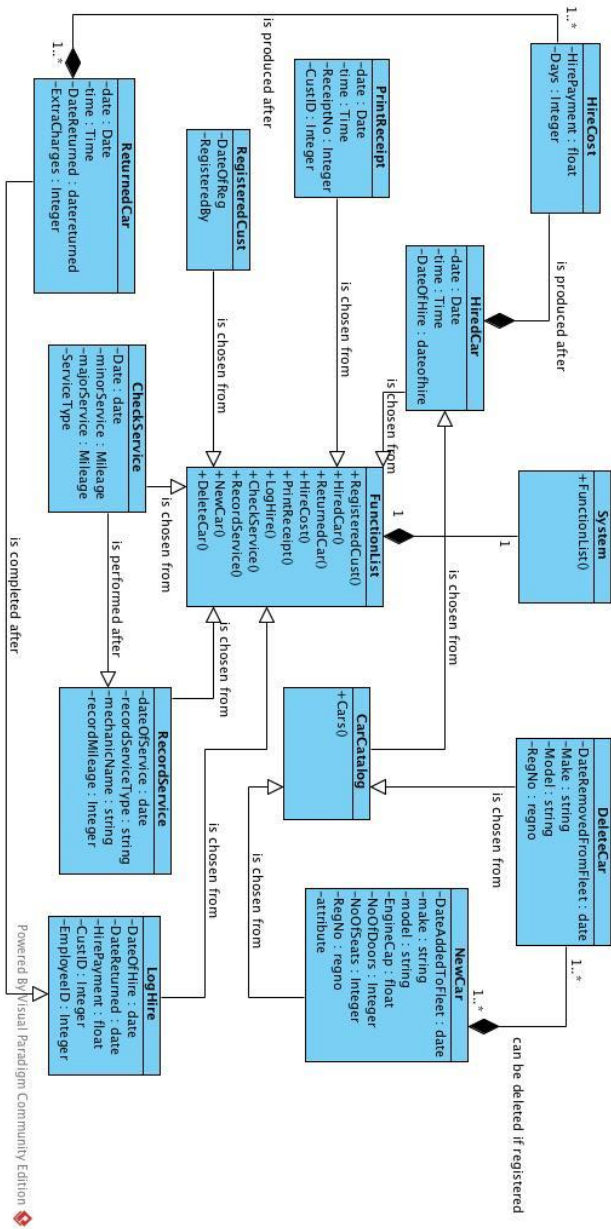 HireCost
-HirePayment : float
-Days : Integer
1..*
is produced after
is produced after
1..*
PrintReceipt
-date : Date
-time : Time
-ReceiptNo : Integer
-CustID : Integer
RegisteredCust
-DateOfReg
-RegisteredBy
ReturnedCar
-date : Date
-time : Time
-DateReturned : datereturned
-ExtraCharges : Integer
HiredCar
-date : Date
-time : Time
-DateOfHire : dateofhire
is chosen from
is chosen from
is chosen from
System
+FunctionList()
1
1
FunctionList
+RegisteredCust()
+HiredCar()
+ReturnedCar()
+HireCost()
+PrintReceipt()
+LogHire()
+CheckService()
+RecordService()
+NewCar()
+DeleteCar()
CheckService
-Date : date
-minorService : Mileage
-majorService : Mileage
-ServiceType
is chosen from
is performed after
is completed after
is chosen from
DeleteCar
-DateRemovedFromFleet : date
-Make : string
-Model : string
-RegNo : regno
1..*
can be deleted if registered
is chosen from
CarCatalog
+Cars()
NewCar
-DateAddedToFleet : date
-make : string
-model : string
-EngineCap : float
-NoOfDoors : Integer
-NoOfSeats : Integer
-RegNo : regno
-attribute
1..*
is chosen from
is chosen from
RecordService
-dateOfService : date
-recordServiceType : string
-mechanicName : string
-recordMileage : Integer
is chosen from
LogHire
-DateOfHire : date
-DateReturned : date
-HirePayment : float
-CustID : Integer
-EmployeeID : Integer
Powered By Visual Paradigm Community Edition